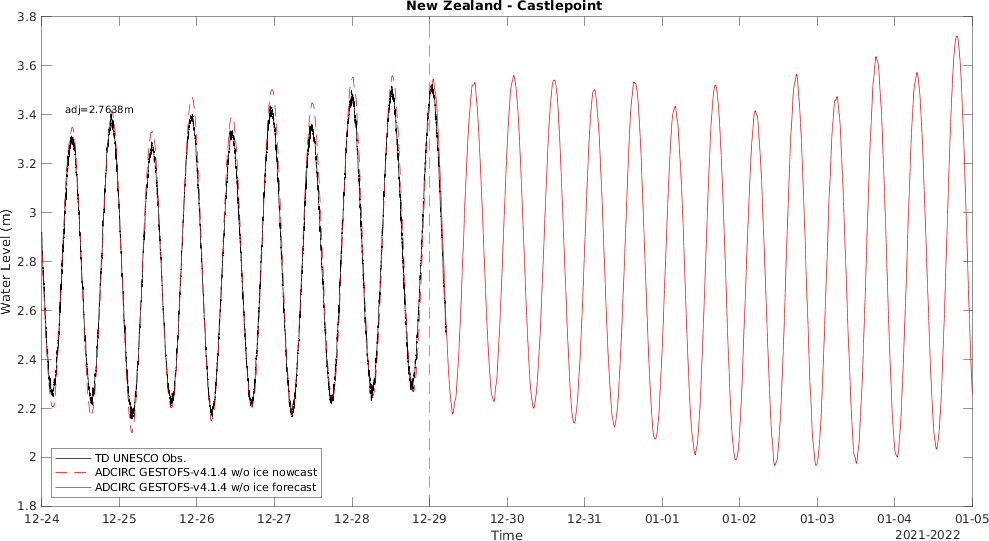 New Zealand - Castlepoint
3.8
3.6
3.4
3.2
3
2.8
2.6
2.4
2.2
2
1.8
Water Level (m)
adj=2.7638m
TD UNESCO Obs.
ADCIRC GESTOFS-v4.1.4 w/o ice nowcast
ADCIRC GESTOFS-v4.1.4 w/o ice forecast
12-24 12-25 12-26 12-27 12-28 12-29 12-30 12-31 01-01 01-02 01-03 01-04 01-05
Time
2021-2022